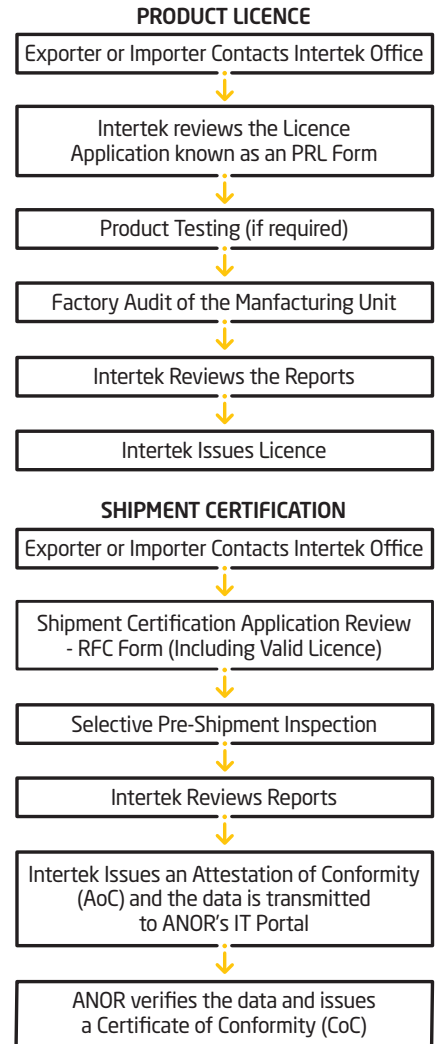 PRODUCT LICENCE
Exporter or Importer Contacts Intertek Office
Intertek reviews the Licence
Application known as an PRL Form
Product Testing (if required)
Factory Audit of the Manfacturing Unit
Intertek Reviews the Reports
Intertek Issues Licence
SHIPMENT CERTIFICATION
Exporter or Importer Contacts Intertek Office
Shipment Certification Application Review
- RFC Form (Including Valid Licence)
Selective Pre-Shipment Inspection
Intertek Reviews Reports
Intertek Issues an Attestation of Conformity
(AoC) and the data is transmitted
to ANOR's IT Portal
ANOR verifies the data and issues
a Certificate of Conformity (CoC)